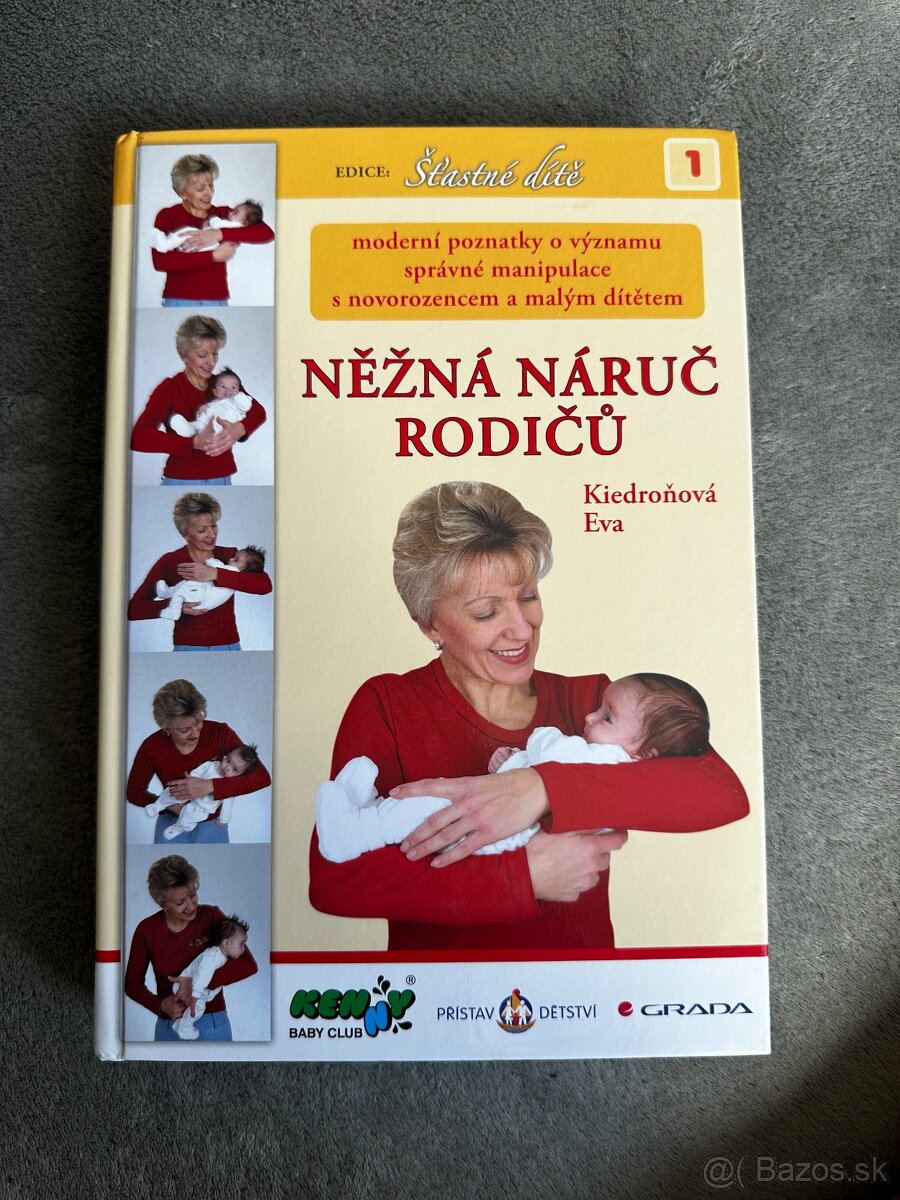 EDICE: Šťastné dítě
1
moderní poznatky o významu
správné manipulace
s novorozencem a malým dítětem
NĚŽNÁ NÁRUČ
RODIČŮ
Kiedroňová
Eva
KENNY®
BABY CLUB
PŘÍSTAV DĚTSTVÍ
GRADA
@( Bazos.sk